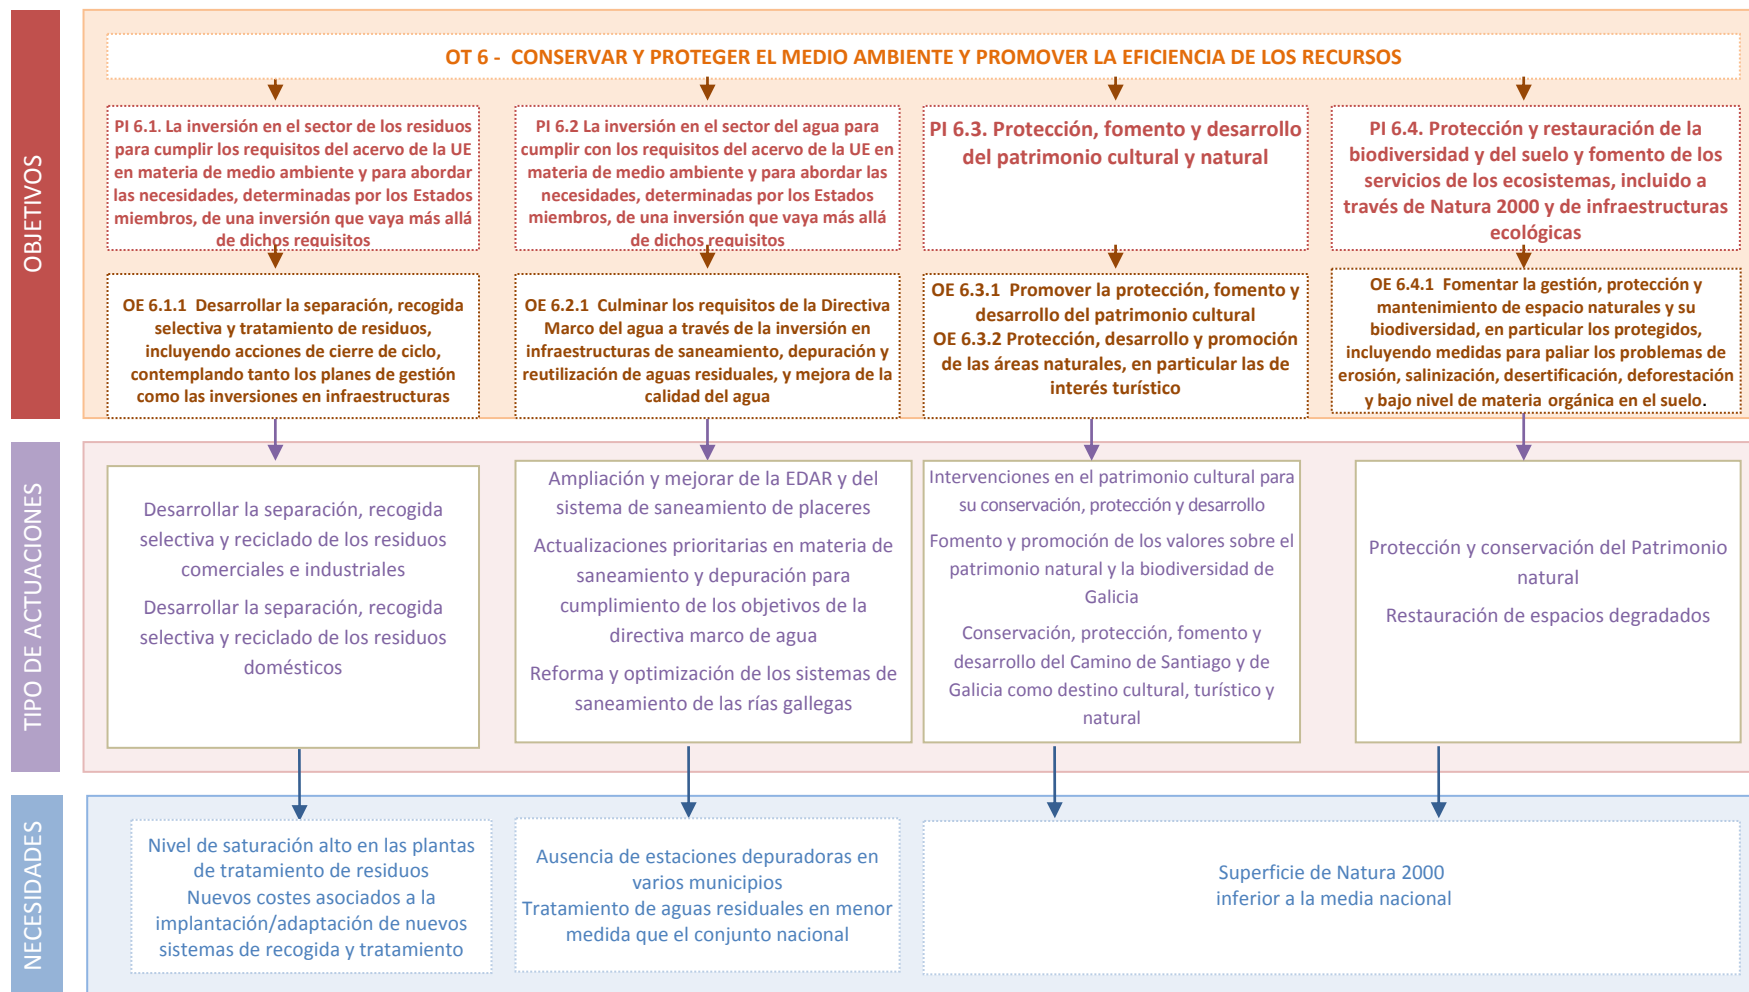 OBJETIVOS
OT 6 - CONSERVAR Y PROTEGER EL MEDIO AMBIENTE Y PROMOVER LA EFICIENCIA DE LOS RECURSOS
PI 6.1. La inversión en el sector de los residuos
para cumplir los requisitos del acervo de la UE
en materia de medio ambiente y para abordar
las necesidades, determinadas por los Estados
miembros, de una inversión que vaya más allá
de dichos requisitos
PI 6.2 La inversión en el sector del agua para
cumplir con los requisitos del acervo de la UE en
materia de medio ambiente y para abordar las
necesidades, determinadas por los Estados
miembros, de una inversión que vaya más allá
de dichos requisitos
PI 6.3. Protección, fomento y desarrollo
del patrimonio cultural y natural
PI 6.4. Protección y restauración de la
biodiversidad y del suelo y fomento de los
servicios de los ecosistemas, incluido a
través de Natura 2000 y de infraestructuras
ecológicas
OE 6.1.1 Desarrollar la separación, recogida
selectiva y tratamiento de residuos,
incluyendo acciones de cierre de ciclo,
contemplando tanto los planes de gestión
como las inversiones en infraestructuras
OE 6.2.1 Culminar los requisitos de la Directiva
Marco del agua a través de la inversión en
infraestructuras de saneamiento, depuración y
reutilización de aguas residuales, y mejora de la
calidad del agua
OE 6.3.1 Promover la protección, fomento y
desarrollo del patrimonio cultural
OE 6.3.2 Protección, desarrollo y promoción
de las áreas naturales, en particular las de
interés turístico
OE 6.4.1 Fomentar la gestión, protección y
mantenimiento de espacio naturales y su
biodiversidad, en particular los protegidos,
incluyendo medidas para paliar los problemas de
erosión, salinización, desertificación, deforestación
y bajo nivel de materia orgánica en el suelo.
TIPO DE ACTUACIONES
Desarrollar la separación, recogida
selectiva y reciclado de los residuos
comerciales e industriales
Desarrollar la separación, recogida
selectiva y reciclado de los residuos
domésticos
Ampliación y mejorar de la EDAR y del
sistema de saneamiento de placeres
Actualizaciones prioritarias en materia de
saneamiento y depuración para
cumplimiento de los objetivos de la
directiva marco de agua
Reforma y optimización de los sistemas de
saneamiento de las rías gallegas
Intervenciones en el patrimonio cultural para
su conservación, protección y desarrollo
Fomento y promoción de los valores sobre el
patrimonio natural y la biodiversidad de
Galicia
Conservación, protección, fomento y
desarrollo del Camino de Santiago y de
Galicia como destino cultural, turístico y
natural
Protección y conservación del Patrimonio
natural
Restauración de espacios degradados
NECESIDADES
Nivel de saturación alto en las plantas
de tratamiento de residuos
Nuevos costes asociados a la
implantación/adaptación de nuevos
sistemas de recogida y tratamiento
Ausencia de estaciones depuradoras en
varios municipios
Tratamiento de aguas residuales en menor
medida que el conjunto nacional
Superficie de Natura 2000
inferior a la media nacional